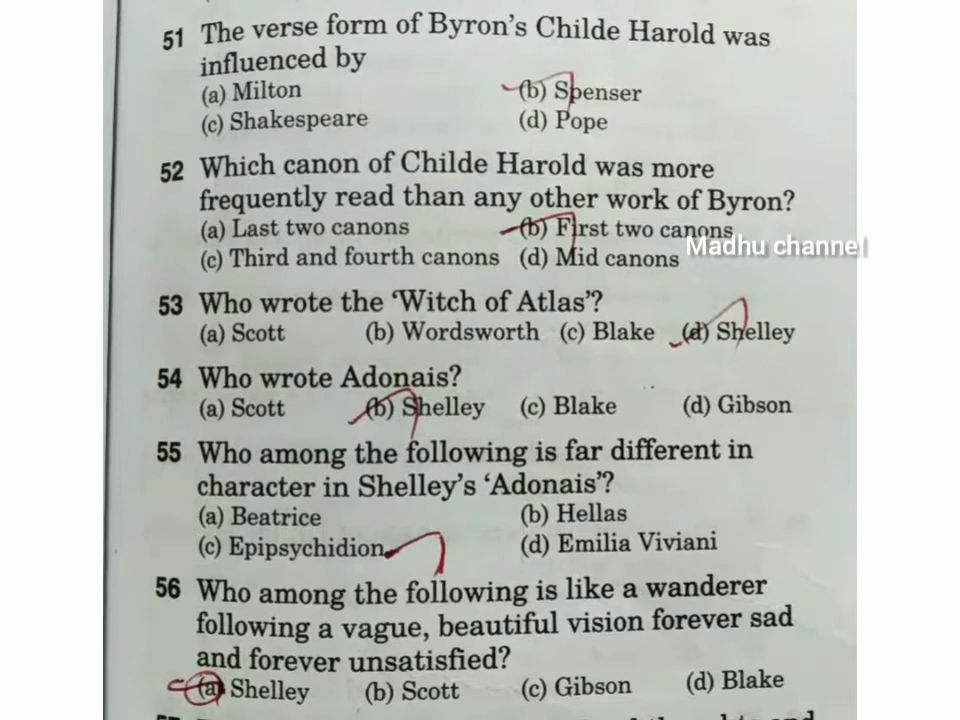 51 The verse form of Byron's Childe Harold was
influenced by
(a) Milton (b) Spenser
(c) Shakespeare (d) Pope
52 Which canon of Childe Harold was more
frequently read than any other work of Byron?
(a) Last two canons (b) First two canons
Madhu channel
(c) Third and fourth canons (d) Mid canons
53 Who wrote the 'Witch of Atlas'?
(a) Scott (b) Wordsworth (c) Blake (d) Shelley
54 Who wrote Adonais?
(a) Scott (b) Shelley (c) Blake (d) Gibson
55 Who among the following is far different in
character in Shelley's 'Adonais'?
(a) Beatrice (b) Hellas
(c) Epipsychidion (d) Emilia Viviani
56 Who among the following is like a wanderer
following a vague, beautiful vision forever sad
and forever unsatisfied?
(a) Shelley (b) Scott (c) Gibson (d) Blake